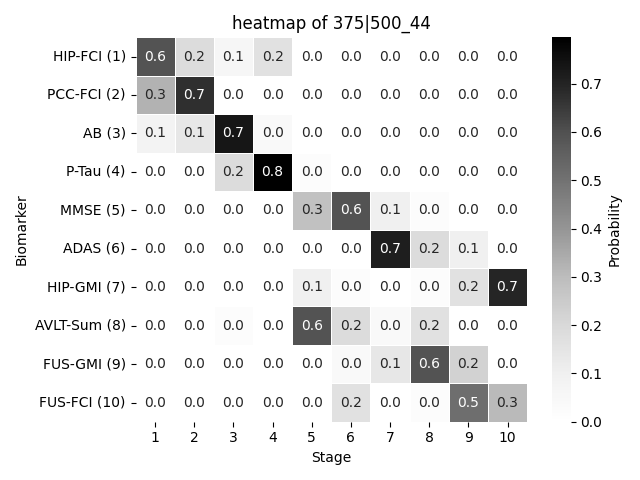 heatmap of 375|500_44
HIP-FCI (1) 0.6 0.2 0.1 0.2 0.0 0.0 0.0 0.0 0.0 0.0
PCC-FCI (2) 0.3 0.7 0.0 0.0 0.0 0.0 0.0 0.0 0.0 0.0
AB (3) 0.1 0.1 0.7 0.0 0.0 0.0 0.0 0.0 0.0 0.0
P-Tau (4) 0.0 0.0 0.2 0.8 0.0 0.0 0.0 0.0 0.0 0.0
MMSE (5) 0.0 0.0 0.0 0.0 0.3 0.6 0.1 0.0 0.0 0.0
ADAS (6) 0.0 0.0 0.0 0.0 0.0 0.0 0.7 0.2 0.1 0.0
HIP-GMI (7) 0.0 0.0 0.0 0.0 0.1 0.0 0.0 0.0 0.2 0.7
AVLT-Sum (8) 0.0 0.0 0.0 0.0 0.6 0.2 0.0 0.2 0.0 0.0
FUS-GMI (9) 0.0 0.0 0.0 0.0 0.0 0.0 0.1 0.6 0.2 0.0
FUS-FCI (10) 0.0 0.0 0.0 0.0 0.0 0.2 0.0 0.0 0.5 0.3
1 2 3 4 5 6 7 8 9 10
Stage
Biomarker
0.7
0.6
0.5
0.4
0.3
0.2
0.1
0.0
Probability